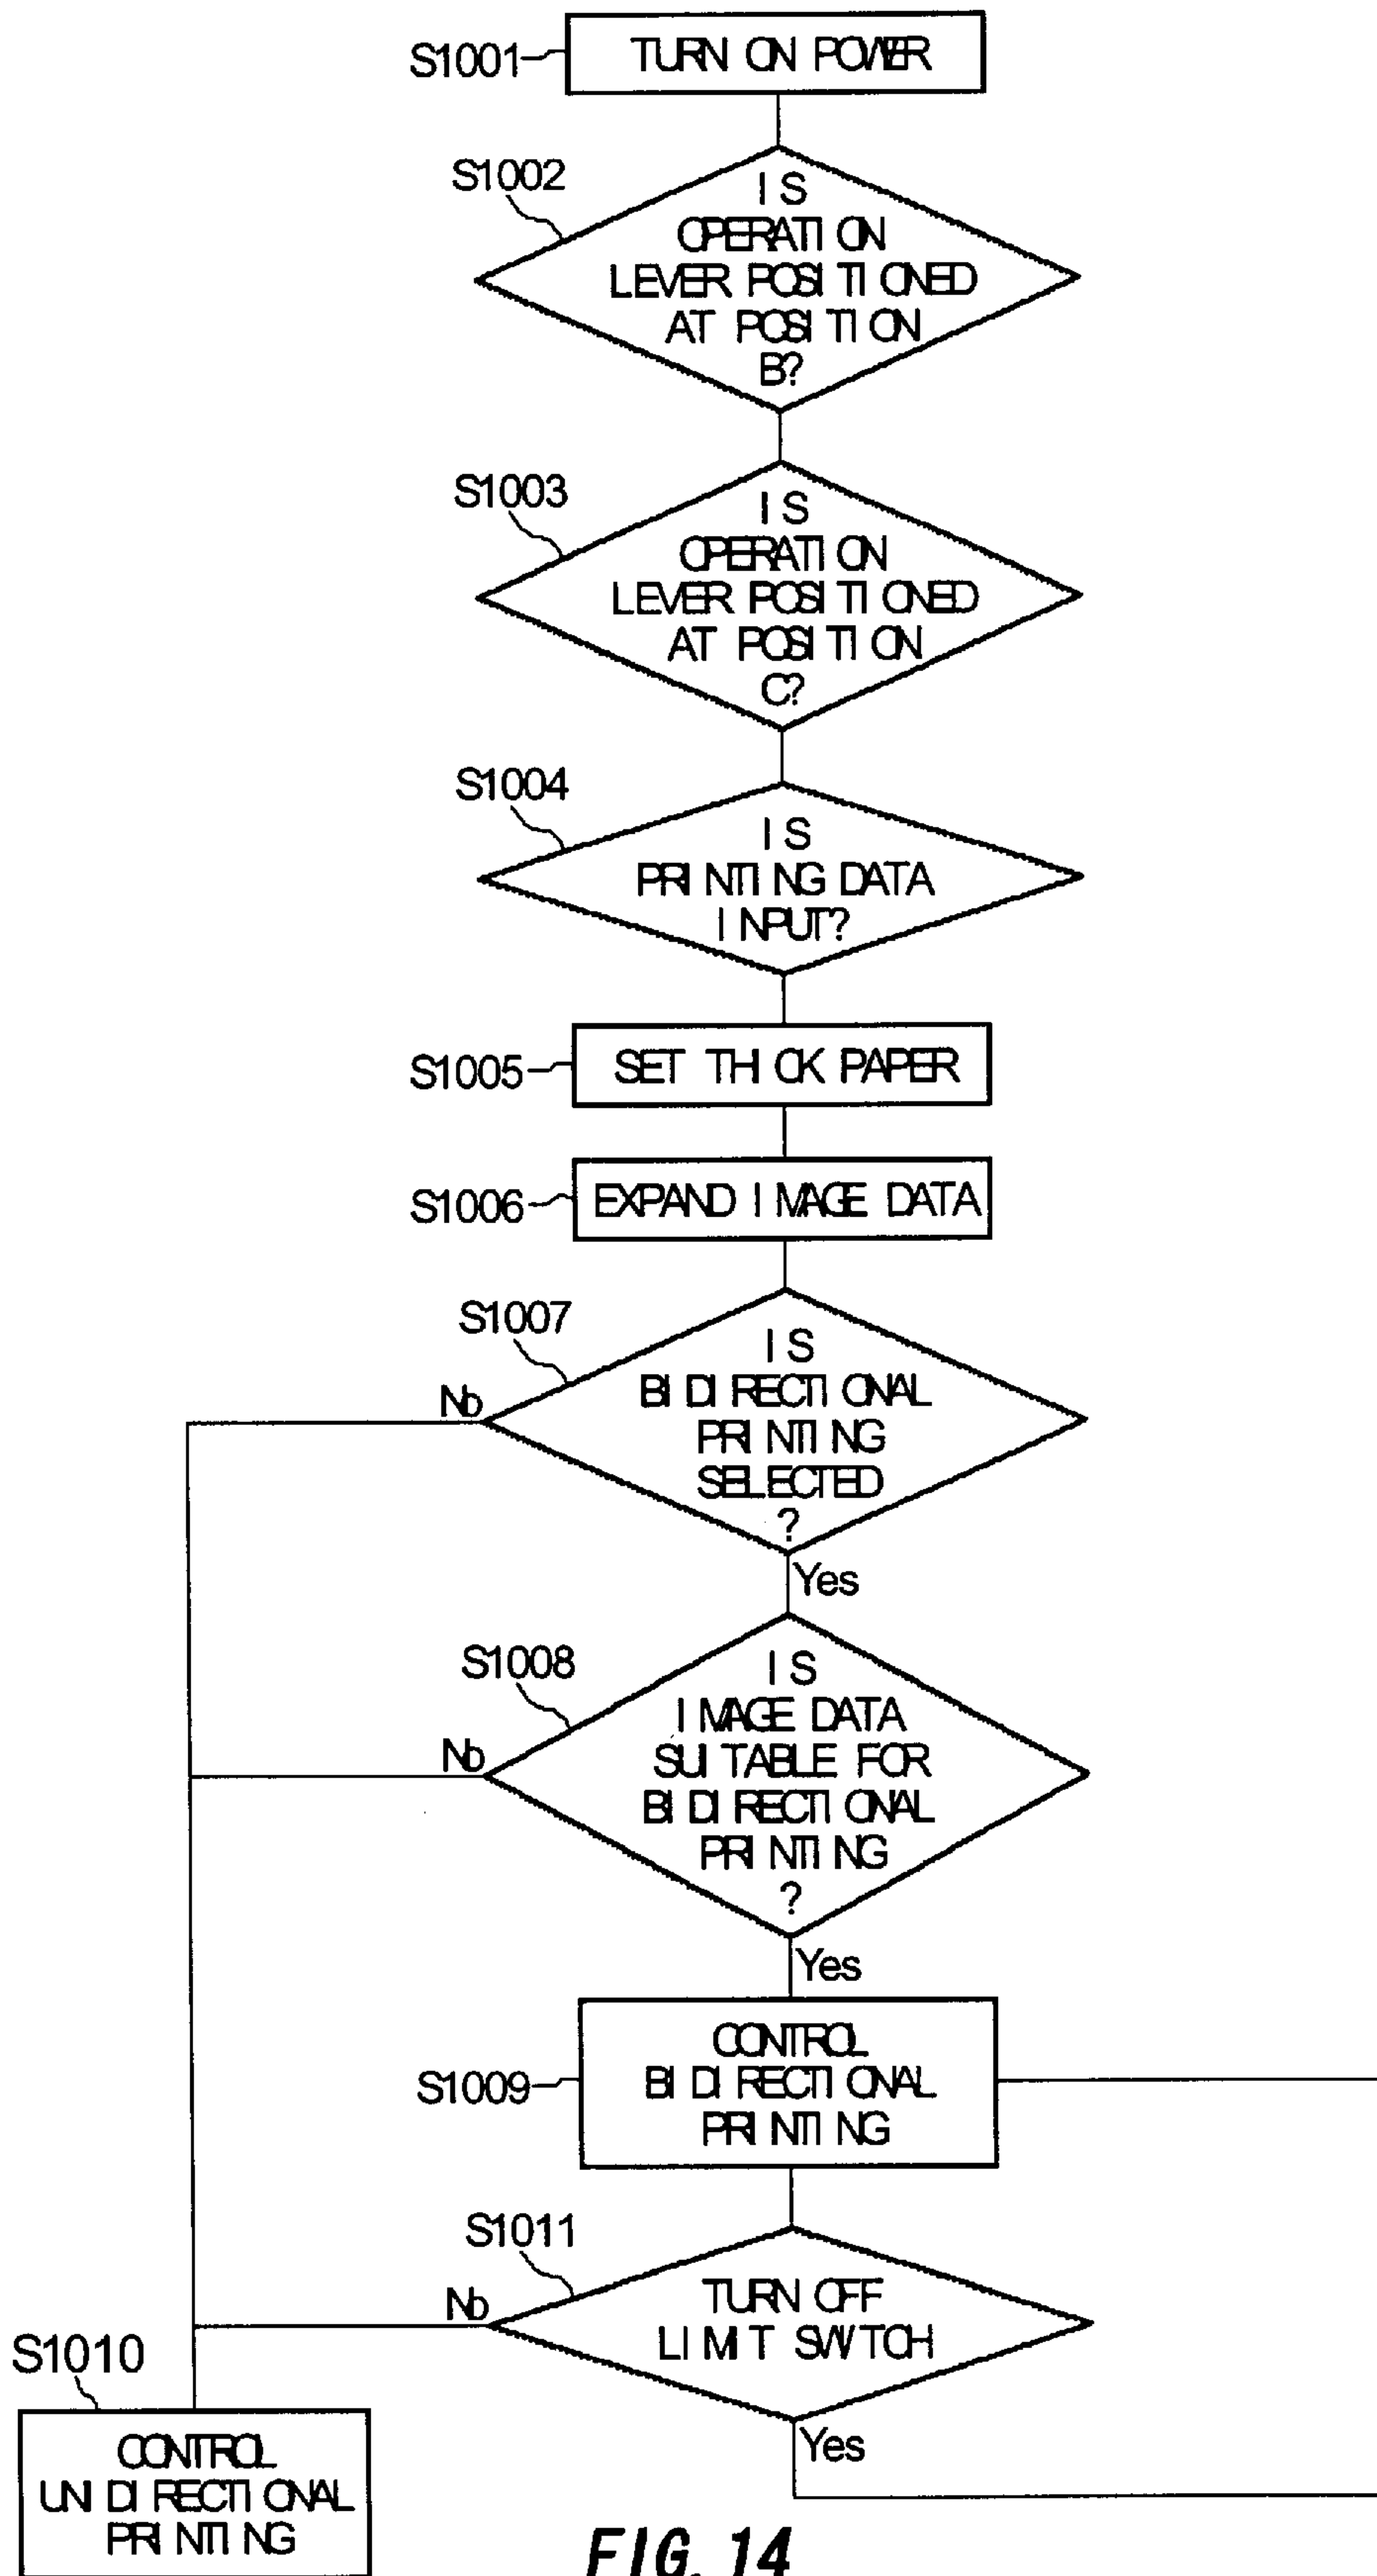 S1001
TURN ON POWER
S1002
IS
OPERATION
LEVER POSITIONED
AT POSITION
B?
S1003
IS
OPERATION
LEVER POSITIONED
AT POSITION
C?
S1004
IS
PRINTING DATA
INPUT?
S1005
SET THICK PAPER
S1006
EXPAND IMAGE DATA
S1007
IS
BIDIRECTIONAL
PRINTING
SELECTED
?
No
Yes
S1008
IS
IMAGE DATA
SUITABLE FOR
BIDIRECTIONAL
PRINTING
?
No
Yes
S1009
CONTROL
BIDIRECTIONAL
PRINTING
S1011
TURN OFF
LIMIT SWITCH
No
Yes
S1010
CONTROL
UNIDIRECTIONAL
PRINTING
FIG. 14